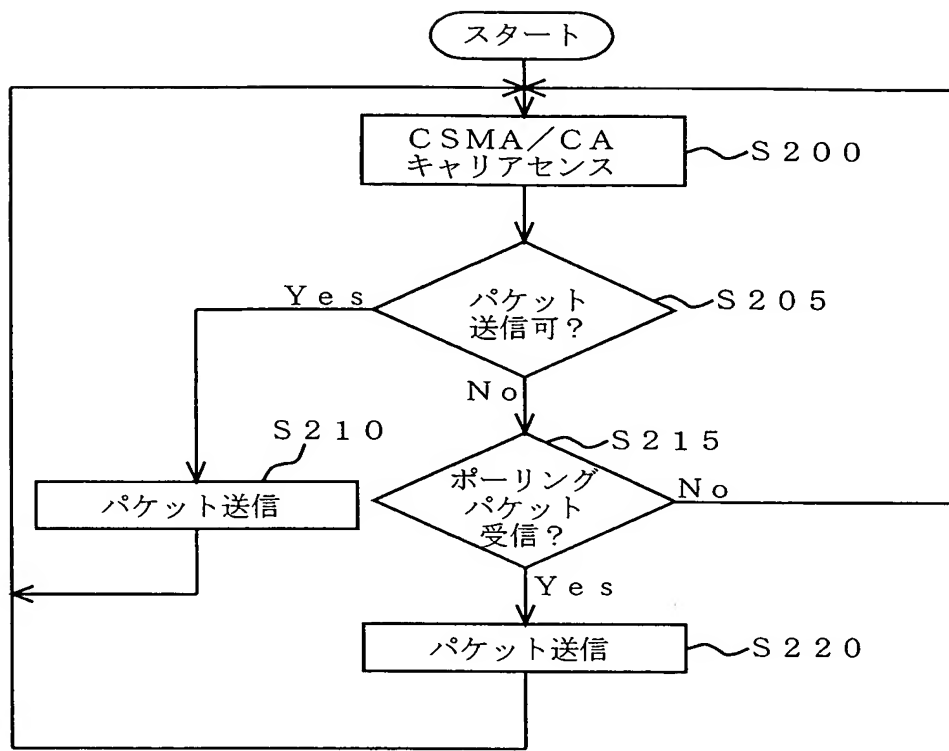 スタート
ＣＳＭＡ／ＣＡ
キャリアセンス
Ｓ２００
パケット
送信可？
Ｓ２０５
Ｙｅｓ
Ｎｏ
Ｓ２１０
パケット送信
Ｓ２１５
ポーリング
パケット
受信？
Ｎｏ
Ｙｅｓ
パケット送信
Ｓ２２０